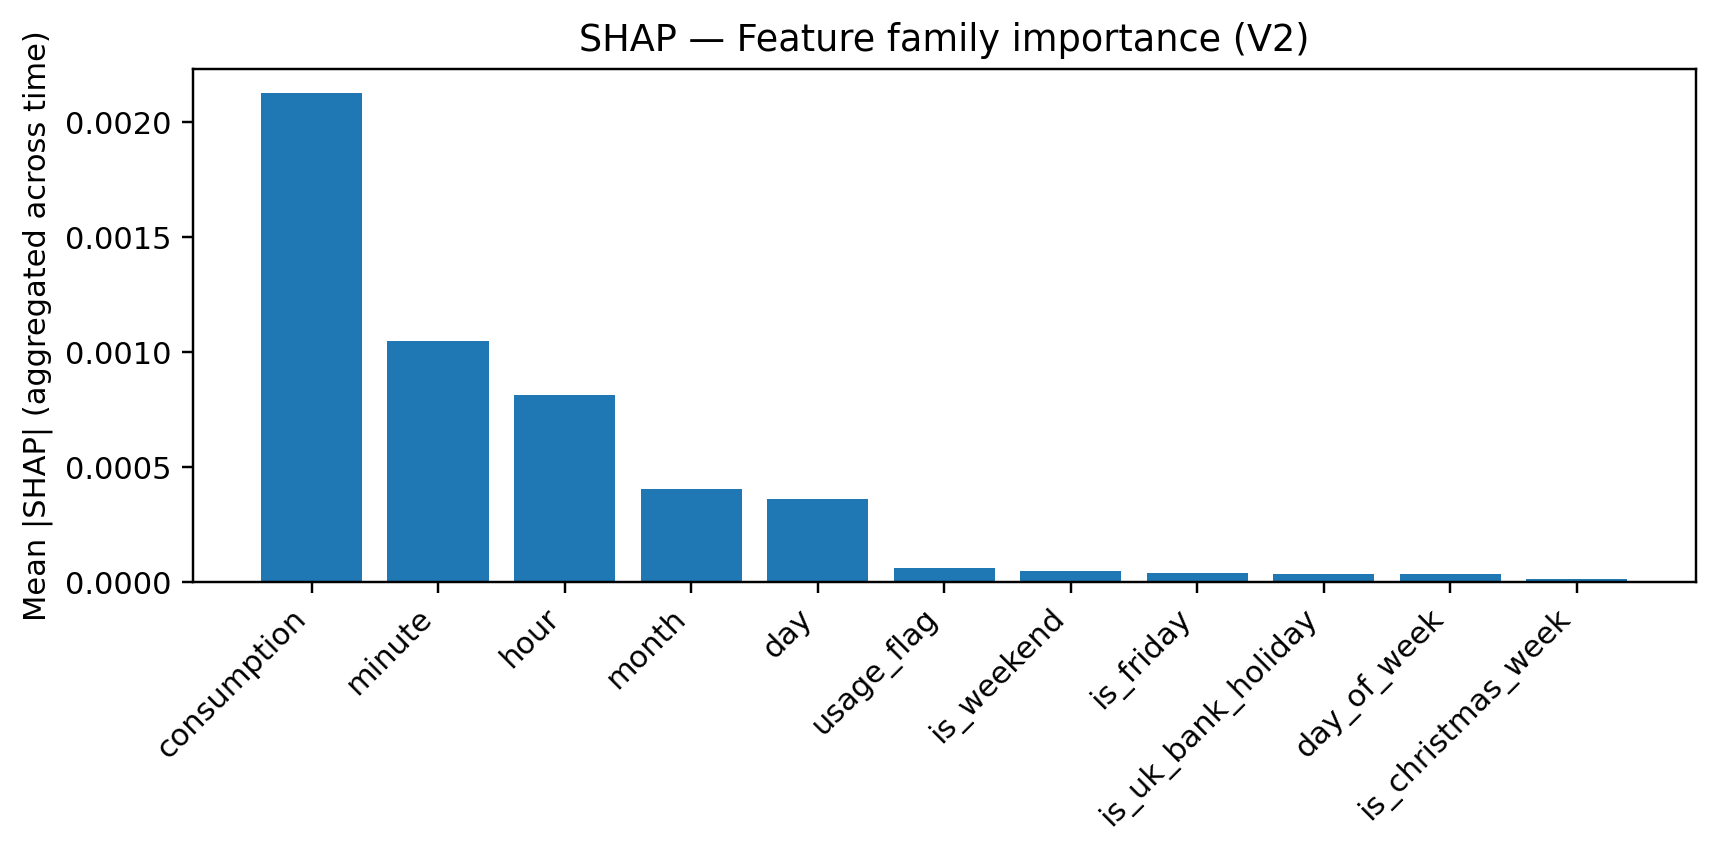 SHAP — Feature family importance (V2)
Mean |SHAP| (aggregated across time)
0.0020
0.0015
0.0010
0.0005
0.0000
consumption
minute
hour
month
day
usage_flag
is_weekend
is_friday
is_uk_bank_holiday
day_of_week
is_christmas_week